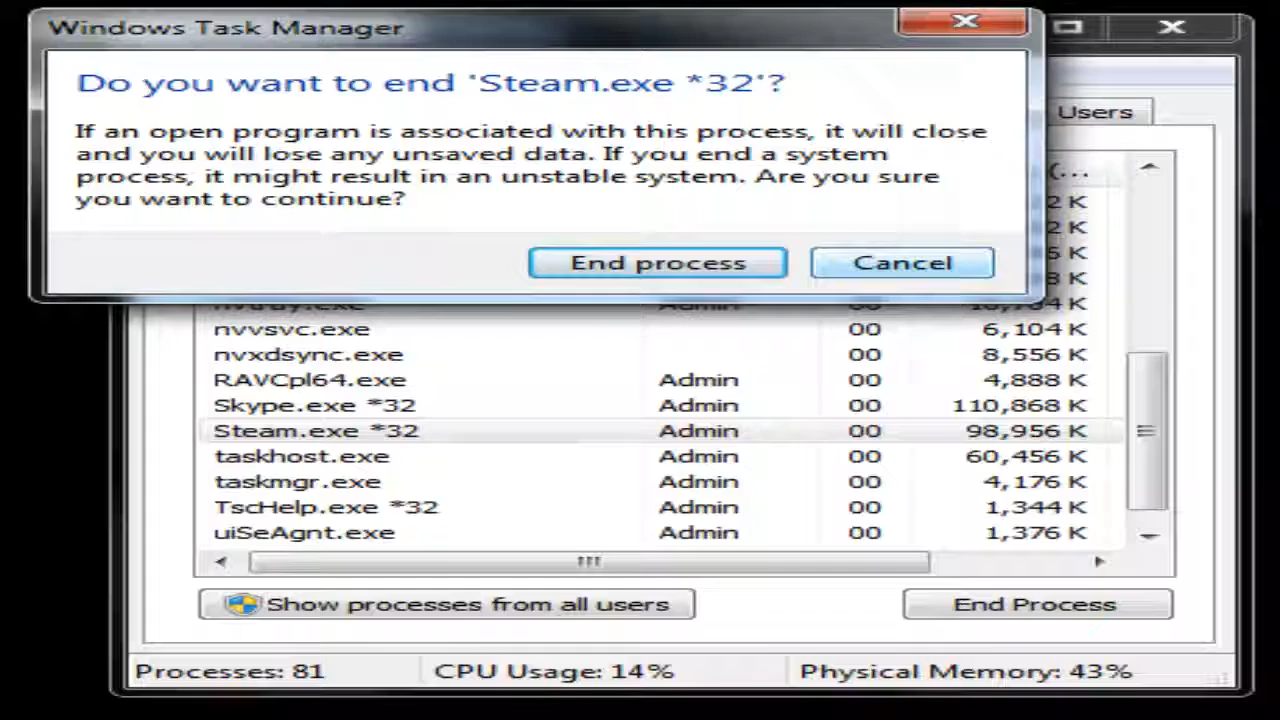 Windows Task Manager
Do you want to end 'Steam.exe *32'?
If an open program is associated with this process, it will close
and you will lose any unsaved data. If you end a system
process, it might result in an unstable system. Are you sure
you want to continue?
End process Cancel
Users
(...
2 K
2 K
K
K
Admin
nvvsvc.exe 00 6,104 K
nvxdsync.exe 00 8,556 K
RAVCpl64.exe Admin 00 4,888 K
Skype.exe *32 Admin 00 110,868 K
Steam.exe *32 Admin 00 98,956 K
taskhost.exe Admin 00 60,456 K
taskmgr.exe Admin 00 4,176 K
TscHelp.exe *32 Admin 00 1,344 K
uiSeAgnt.exe Admin 00 1,376 K
Show processes from all users End Process
Processes: 81 CPU Usage: 14% Physical Memory: 43%